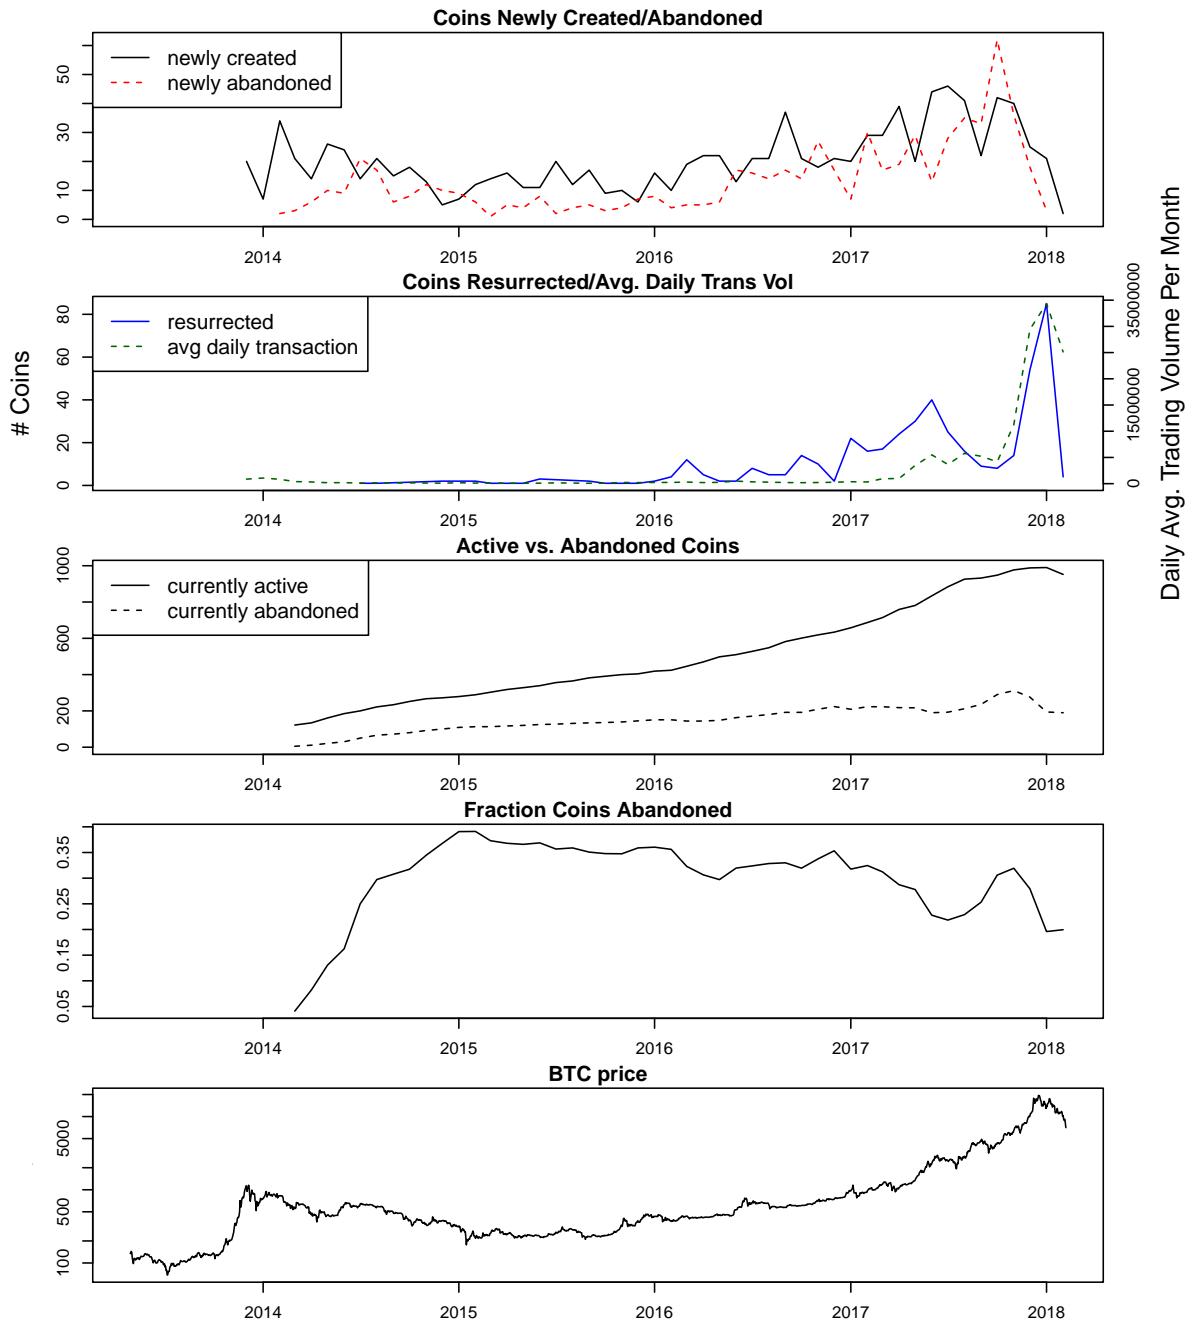 Coins Newly Created/Abandoned
newly created
newly abandoned
0 10 30 50
2014 2015 2016 2017 2018
Coins Resurrected/Avg. Daily Trans Vol
resurrected
avg daily transaction
0 20 40 60 80
0 15000000 35000000
2014 2015 2016 2017 2018
# Coins
Daily Avg. Trading Volume Per Month
Active vs. Abandoned Coins
currently active
currently abandoned
0 200 600 1000
2014 2015 2016 2017 2018
Fraction Coins Abandoned
0.05 0.15 0.25 0.35
2014 2015 2016 2017 2018
BTC price
100 500 5000
2014 2015 2016 2017 2018